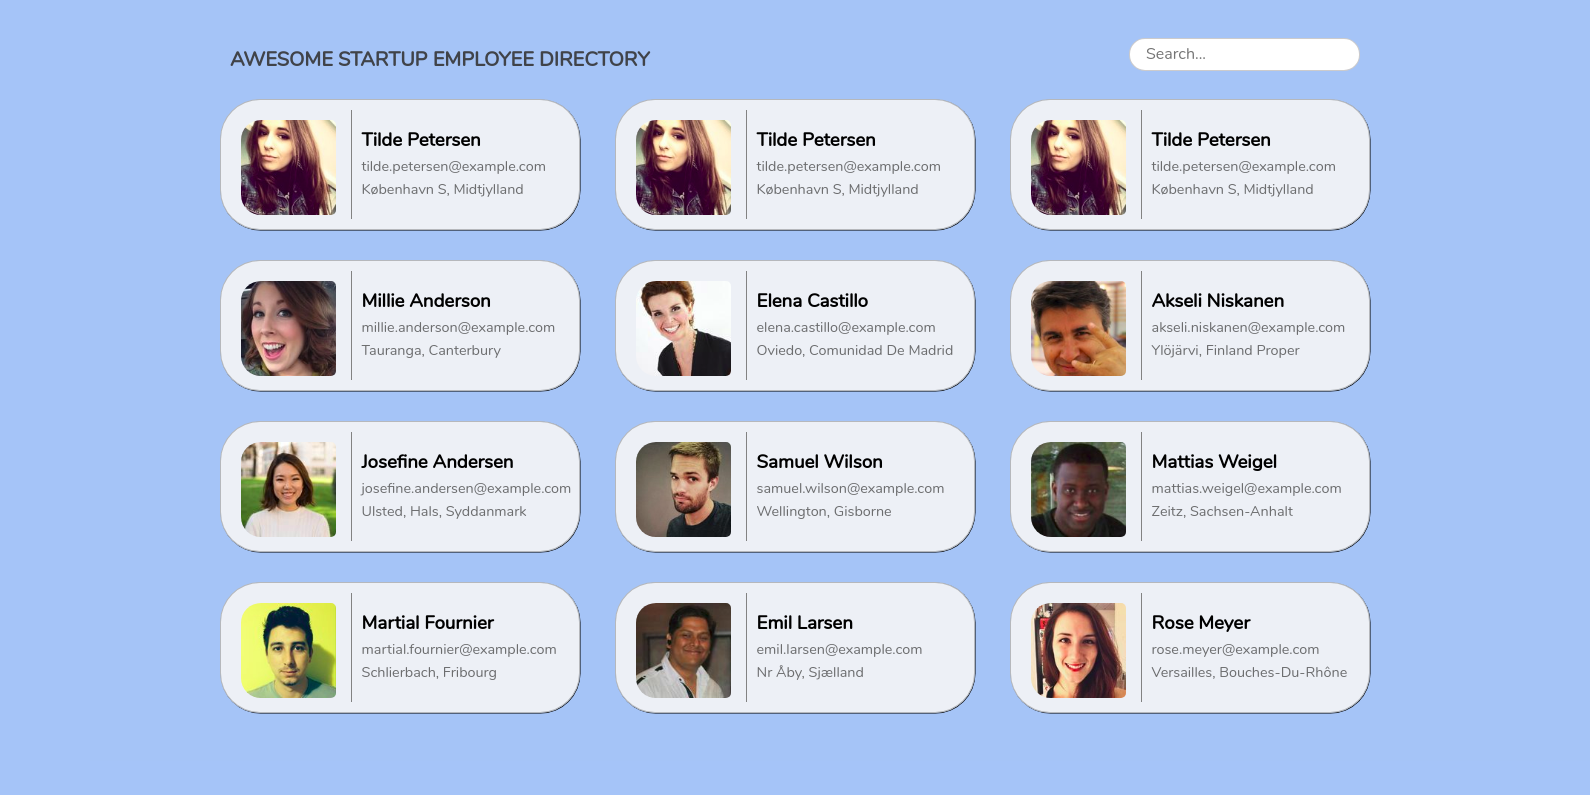 AWESOME STARTUP EMPLOYEE DIRECTORY
Search...
Tilde Petersen
tilde.petersen@example.com
København S, Midtjylland
Tilde Petersen
tilde.petersen@example.com
København S, Midtjylland
Tilde Petersen
tilde.petersen@example.com
København S, Midtjylland
Millie Anderson
millie.anderson@example.com
Tauranga, Canterbury
Elena Castillo
elena.castillo@example.com
Oviedo, Comunidad De Madrid
Akseli Niskanen
akseli.niskanen@example.com
Ylöjärvi, Finland Proper
Josefine Andersen
josefine.andersen@example.com
Ulsted, Hals, Syddanmark
Samuel Wilson
samuel.wilson@example.com
Wellington, Gisborne
Mattias Weigel
mattias.weigel@example.com
Zeitz, Sachsen-Anhalt
Martial Fournier
martial.fournier@example.com
Schlierbach, Fribourg
Emil Larsen
emil.larsen@example.com
Nr Åby, Sjælland
Rose Meyer
rose.meyer@example.com
Versailles, Bouches-Du-Rhône